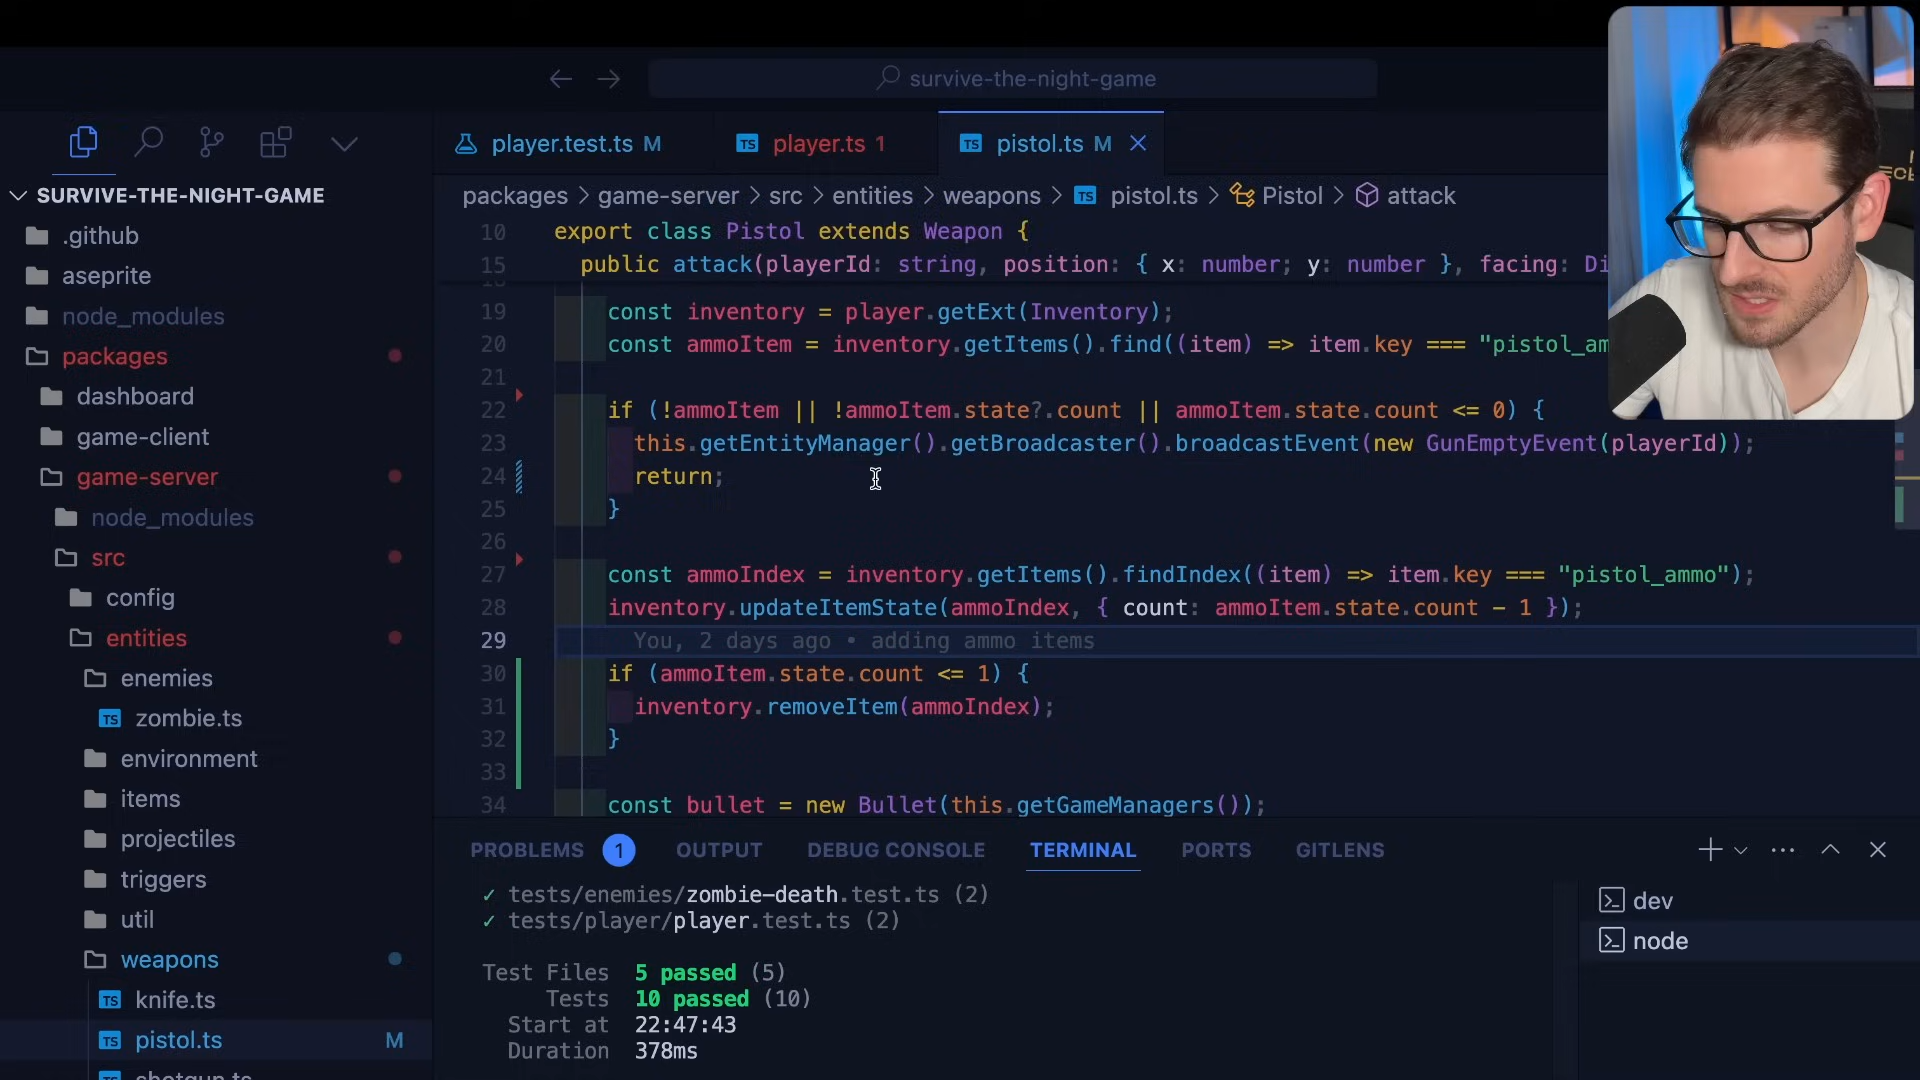 survive-the-night-game
player.test.ts M
TS player.ts 1
TS pistol.ts M
SURVIVE-THE-NIGHT-GAME
.github
aseprite
node_modules
packages
dashboard
game-client
game-server
node_modules
src
config
entities
enemies
TS zombie.ts
environment
items
projectiles
triggers
util
weapons
TS knife.ts
TS pistol.ts M
shotgun.ts
packages > game-server > src > entities > weapons > TS pistol.ts > Pistol > attack
10 export class Pistol extends Weapon {
15 public attack(playerId: string, position: { x: number; y: number }, facing: Di
19 const inventory = player.getExt(Inventory);
20 const ammoItem = inventory.getItems().find((item) => item.key === "pistol_am
21
22 if (!ammoItem || !ammoItem.state?.count || ammoItem.state.count <= 0) {
23 this.getEntityManager().getBroadcaster().broadcastEvent(new GunEmptyEvent(playerId));
24 return;
25 }
26
27 const ammoIndex = inventory.getItems().findIndex((item) => item.key === "pistol_ammo");
28 inventory.updateItemState(ammoIndex, { count: ammoItem.state.count - 1 });
29 You, 2 days ago • adding ammo items
30 if (ammoItem.state.count <= 1) {
31 inventory.removeItem(ammoIndex);
32 }
33
34 const bullet = new Bullet(this.getGameManagers());
PROBLEMS 1 OUTPUT DEBUG CONSOLE TERMINAL PORTS GITLENS
✓ tests/enemies/zombie-death.test.ts (2)
✓ tests/player/player.test.ts (2)
Test Files 5 passed (5)
Tests 10 passed (10)
Start at 22:47:43
Duration 378ms
dev
node